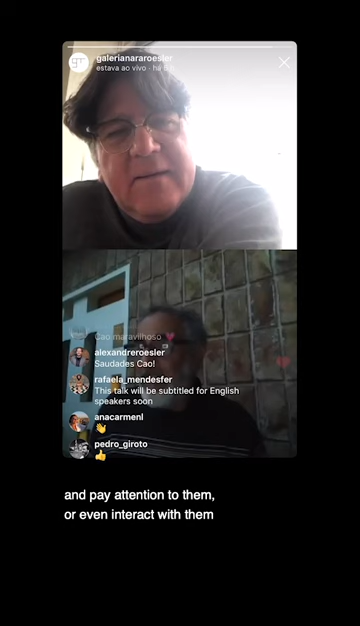 galerianararoesler
estava ao vivo · há
Cao maravilhoso
alexandreroesler
Saudades Cao!
rafaela_mendesfer
This talk will be subtitled for English
speakers soon
anacarmenl
pedro_giroto
and pay attention to them,
or even interact with them